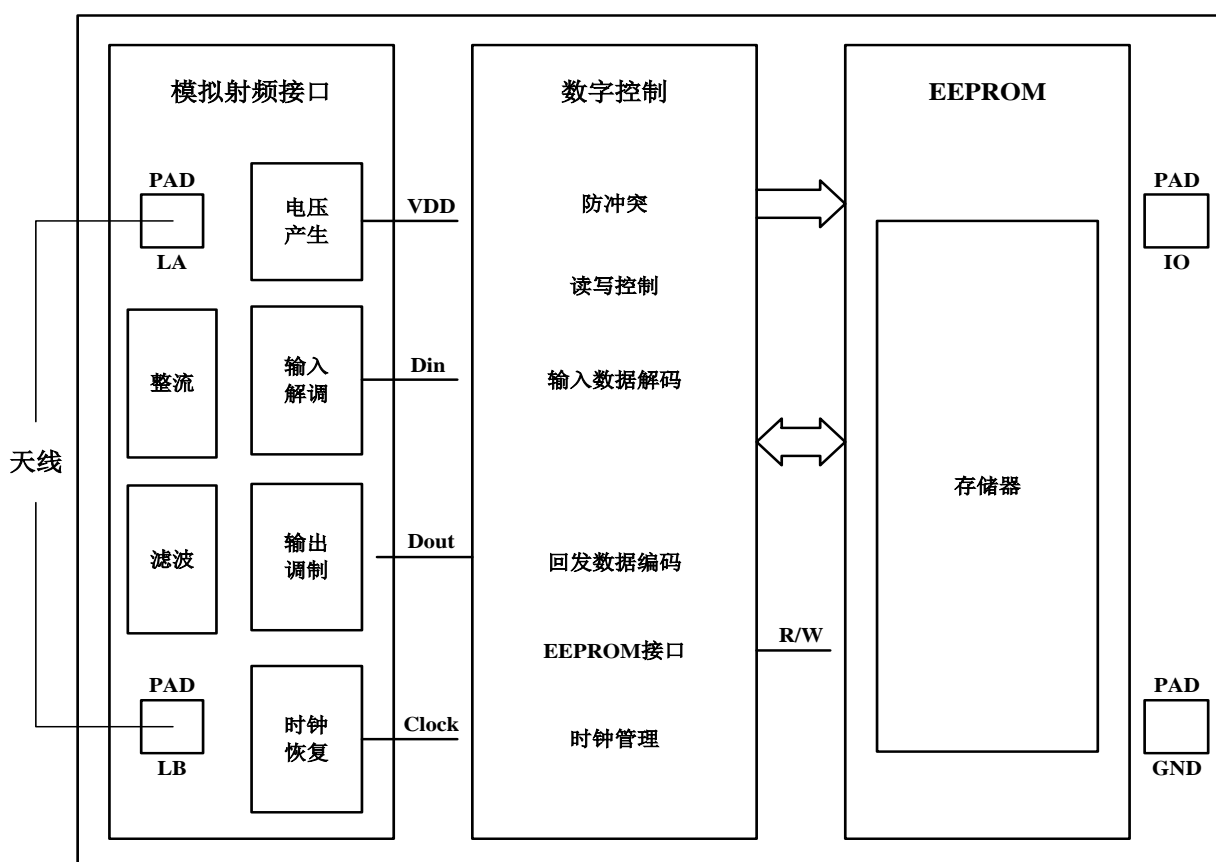 模拟射频接口
数字控制
EEPROM
PAD
LA
电压
产生
VDD
防冲突
PAD
IO
读写控制
整流
输入
解调
Din
输入数据解码
天线
存储器
滤波
输出
调制
Dout
回发数据编码
EEPROM接口
R/W
PAD
LB
时钟
恢复
Clock
时钟管理
PAD
GND